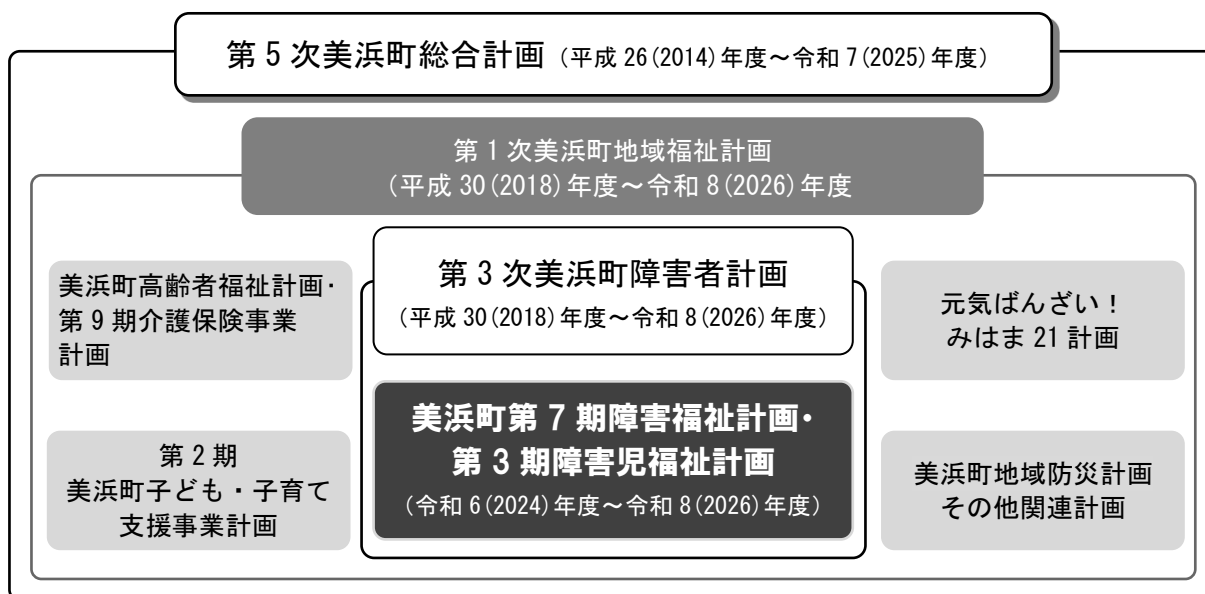 第5次美浜町総合計画（平成26(2014)年度～令和7(2025)年度）
第1次美浜町地域福祉計画
（平成30(2018)年度～令和8(2026)年度
美浜町高齢者福祉計画・
第9期介護保険事業
計画
第3次美浜町障害者計画
（平成30(2018)年度～令和8(2026)年度）
元気ばんざい！
みはま21計画
第2期
美浜町子ども・子育て
支援事業計画
美浜町第7期障害福祉計画・
第3期障害児福祉計画
（令和6(2024)年度～令和8(2026)年度）
美浜町地域防災計画
その他関連計画